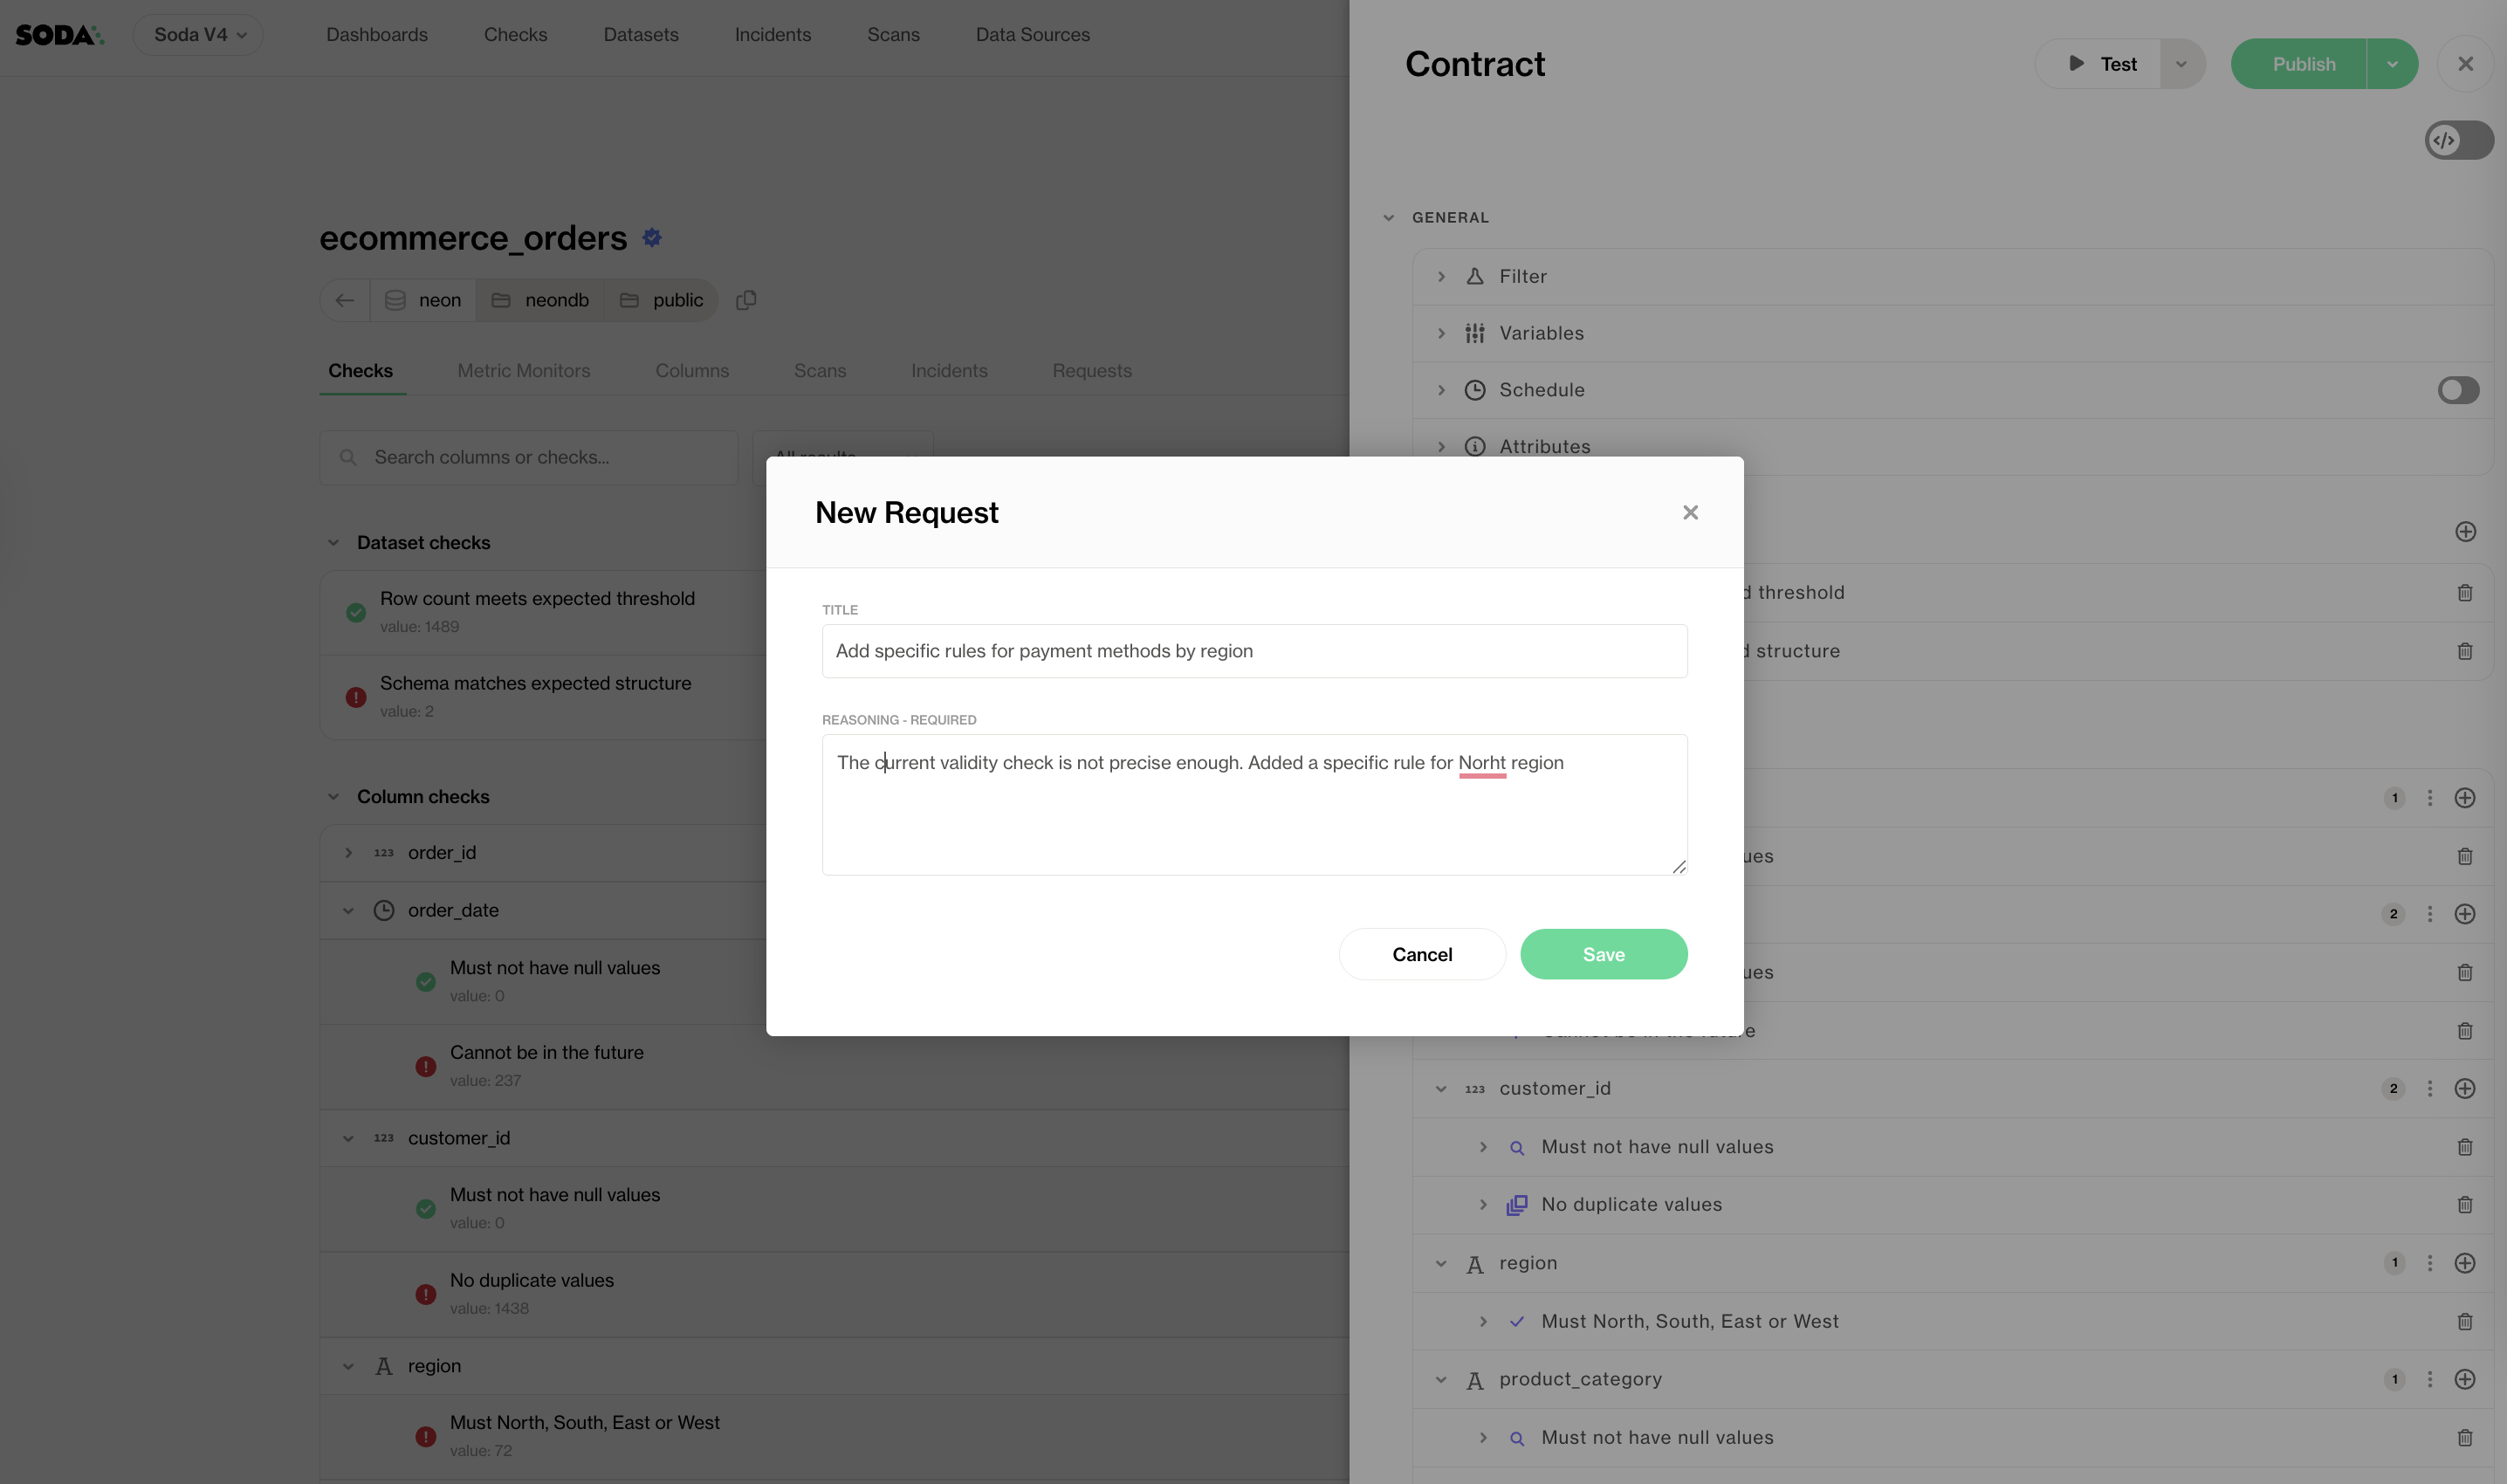 SODA
Soda V4
Dashboards
Checks
Datasets
Incidents
Scans
Data Sources
ecommerce_orders
neon
neondb
public
Checks
Metric Monitors
Columns
Scans
Incidents
Requests
Search columns or checks...
All results
Dataset checks
Row count meets expected threshold
value: 1489
Schema matches expected structure
value: 2
Column checks
123 order_id
order_date
Must not have null values
value: 0
Cannot be in the future
value: 237
123 customer_id
Must not have null values
value: 0
No duplicate values
value: 1438
A region
Must North, South, East or West
value: 72
Contract
Test
Publish
</>
GENERAL
Filter
Variables
Schedule
Attributes
threshold
structure
1
2
Cannot be in the future
123 customer_id 2
Must not have null values
No duplicate values
A region 1
Must North, South, East or West
A product_category 1
Must not have null values
New Request
TITLE
Add specific rules for payment methods by region
REASONING - REQUIRED
The current validity check is not precise enough. Added a specific rule for Norht region
Cancel
Save